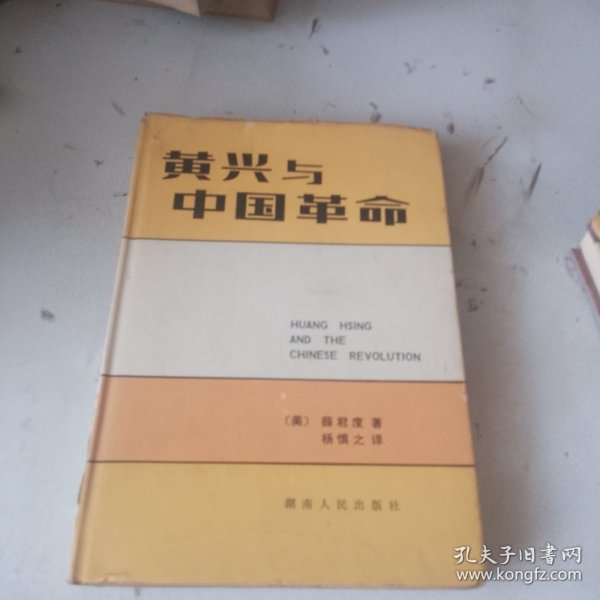 黄兴与
中国革命
HUANG HSING
AND THE
CHINESE REVOLUTION
〔美〕 薛君度 著
杨慎之 译
湖南人民出版社
孔夫子旧书网
www.kongfz.com